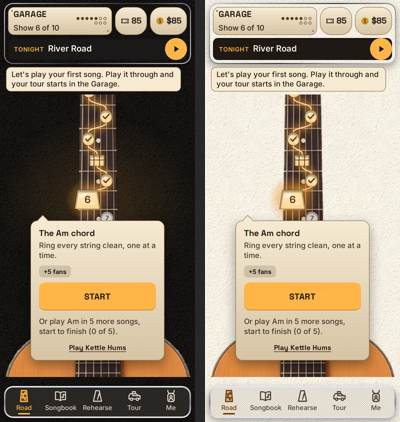 GARAGE
Show 6 of 10
85
$85
TONIGHT River Road
Let's play your first song. Play it through and
your tour starts in the Garage.
6
7
The Am chord
Ring every string clean, one at a
time.
+5 fans
START
Or play Am in 5 more songs,
start to finish (0 of 5).
Play Kettle Hums
Road Songbook Rehearse Tour Me
GARAGE
Show 6 of 10
85
$85
TONIGHT River Road
Let's play your first song. Play it through and
your tour starts in the Garage.
6
7
The Am chord
Ring every string clean, one at a
time.
+5 fans
START
Or play Am in 5 more songs,
start to finish (0 of 5).
Play Kettle Hums
Road Songbook Rehearse Tour Me